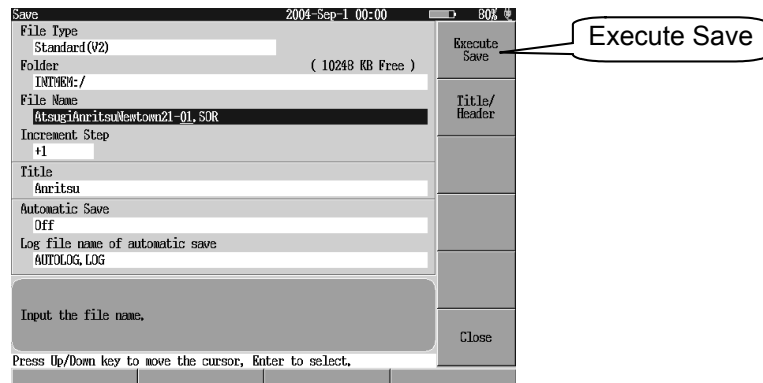 Save 2004-Sep-1 00:00 80%
File Type
Standard(V2)
Folder ( 10248 KB Free )
INTMEM:/
File Name
AtsugiAnritsuNewtown21-01.SOR
Increment Step
+1
Title
Anritsu
Automatic Save
Off
Log file name of automatic save
AUTOLOG.LOG
Input the file name.
Press Up/Down key to move the cursor, Enter to select.
Execute
Save
Title/
Header
Close
Execute Save